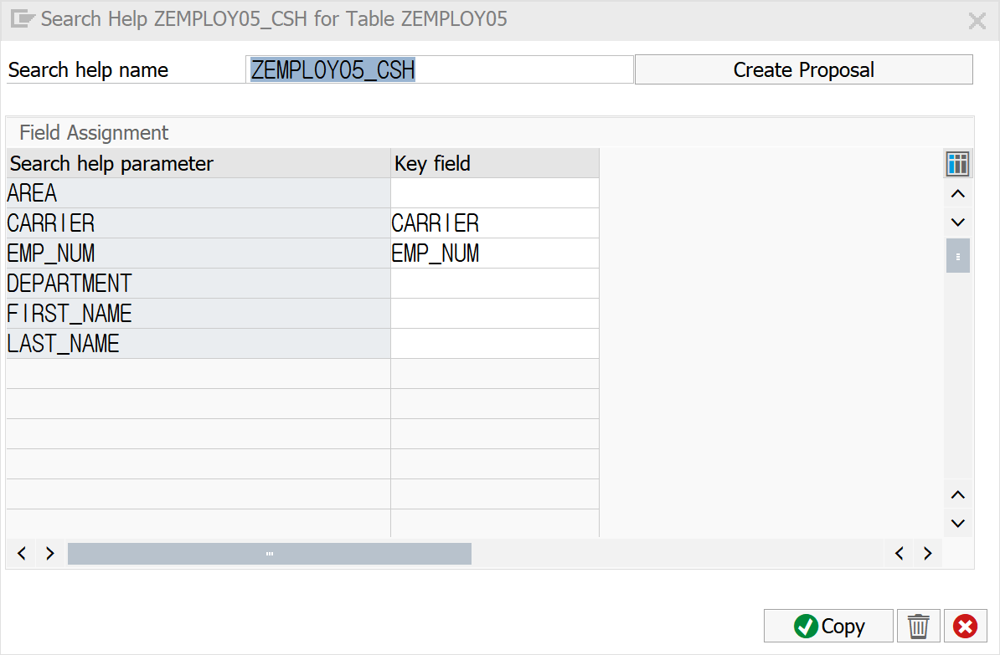 Search Help ZEMPLOY05_CSH for Table ZEMPLOY05
Search help name ZEMPLOY05_CSH Create Proposal
Field Assignment
Search help parameter Key field
AREA
CARRIER CARRIER
EMP_NUM EMP_NUM
DEPARTMENT
FIRST_NAME
LAST_NAME
Copy